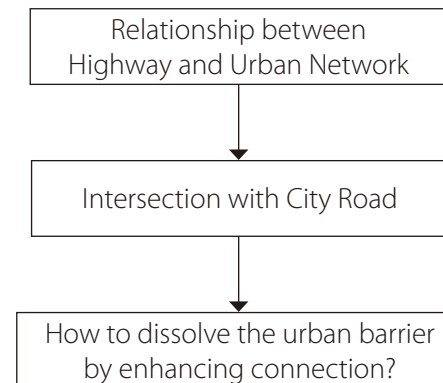 Relationship between
Highway and Urban Network
Intersection with City Road
How to dissolve the urban barrier
by enhancing connection?